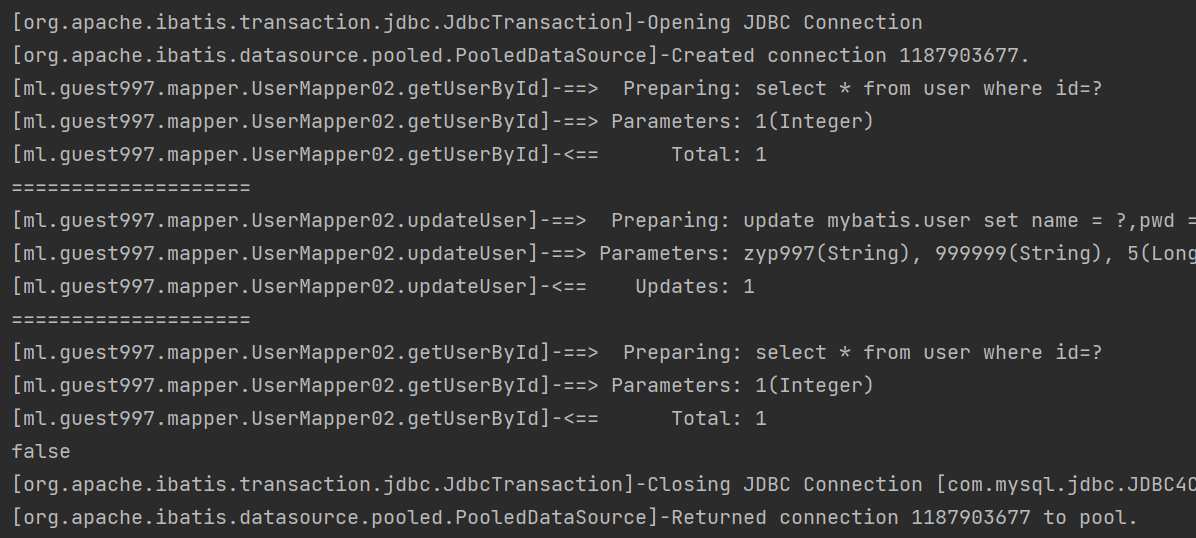 [org.apache.ibatis.transaction.jdbc.JdbcTransaction]-Opening JDBC Connection
[org.apache.ibatis.datasource.pooled.PooledDataSource]-Created connection 1187903677.
[ml.guest997.mapper.UserMapper02.getUserById]-==>  Preparing: select * from user where id=?
[ml.guest997.mapper.UserMapper02.getUserById]-==> Parameters: 1(Integer)
[ml.guest997.mapper.UserMapper02.getUserById]-<==      Total: 1
====================
[ml.guest997.mapper.UserMapper02.updateUser]-==>  Preparing: update mybatis.user set name = ?,pwd =
[ml.guest997.mapper.UserMapper02.updateUser]-==> Parameters: zyp997(String), 999999(String), 5(Long
[ml.guest997.mapper.UserMapper02.updateUser]-<==    Updates: 1
====================
[ml.guest997.mapper.UserMapper02.getUserById]-==>  Preparing: select * from user where id=?
[ml.guest997.mapper.UserMapper02.getUserById]-==> Parameters: 1(Integer)
[ml.guest997.mapper.UserMapper02.getUserById]-<==      Total: 1
false
[org.apache.ibatis.transaction.jdbc.JdbcTransaction]-Closing JDBC Connection [com.mysql.jdbc.JDBC4C
[org.apache.ibatis.datasource.pooled.PooledDataSource]-Returned connection 1187903677 to pool.